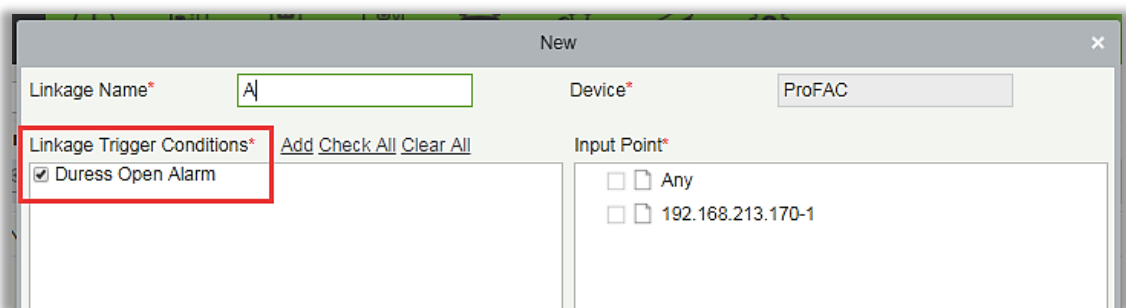 New ×
Linkage Name* A Device* ProFAC
Linkage Trigger Conditions* Add Check All Clear All Input Point*
Duress Open Alarm Any
192.168.213.170-1